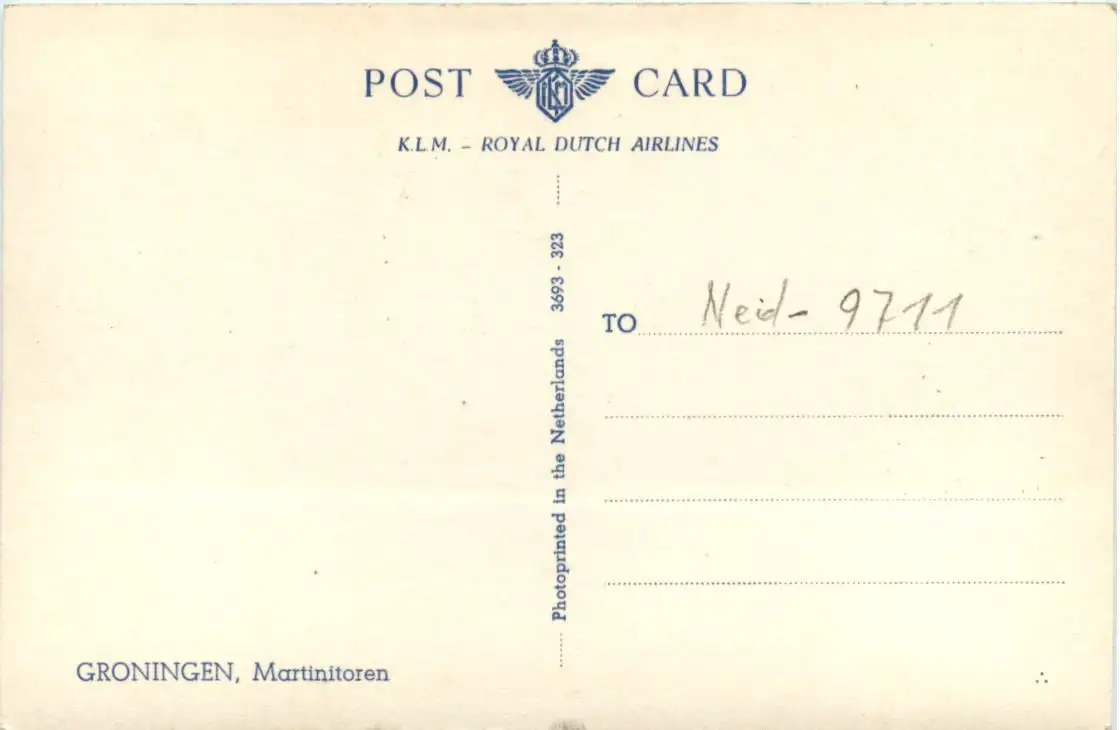 POST CARD
K.L.M. – ROYAL DUTCH AIRLINES
Photoprinted in the Netherlands 3693 - 323
TO Neid- 9711
GRONINGEN, Martinitoren